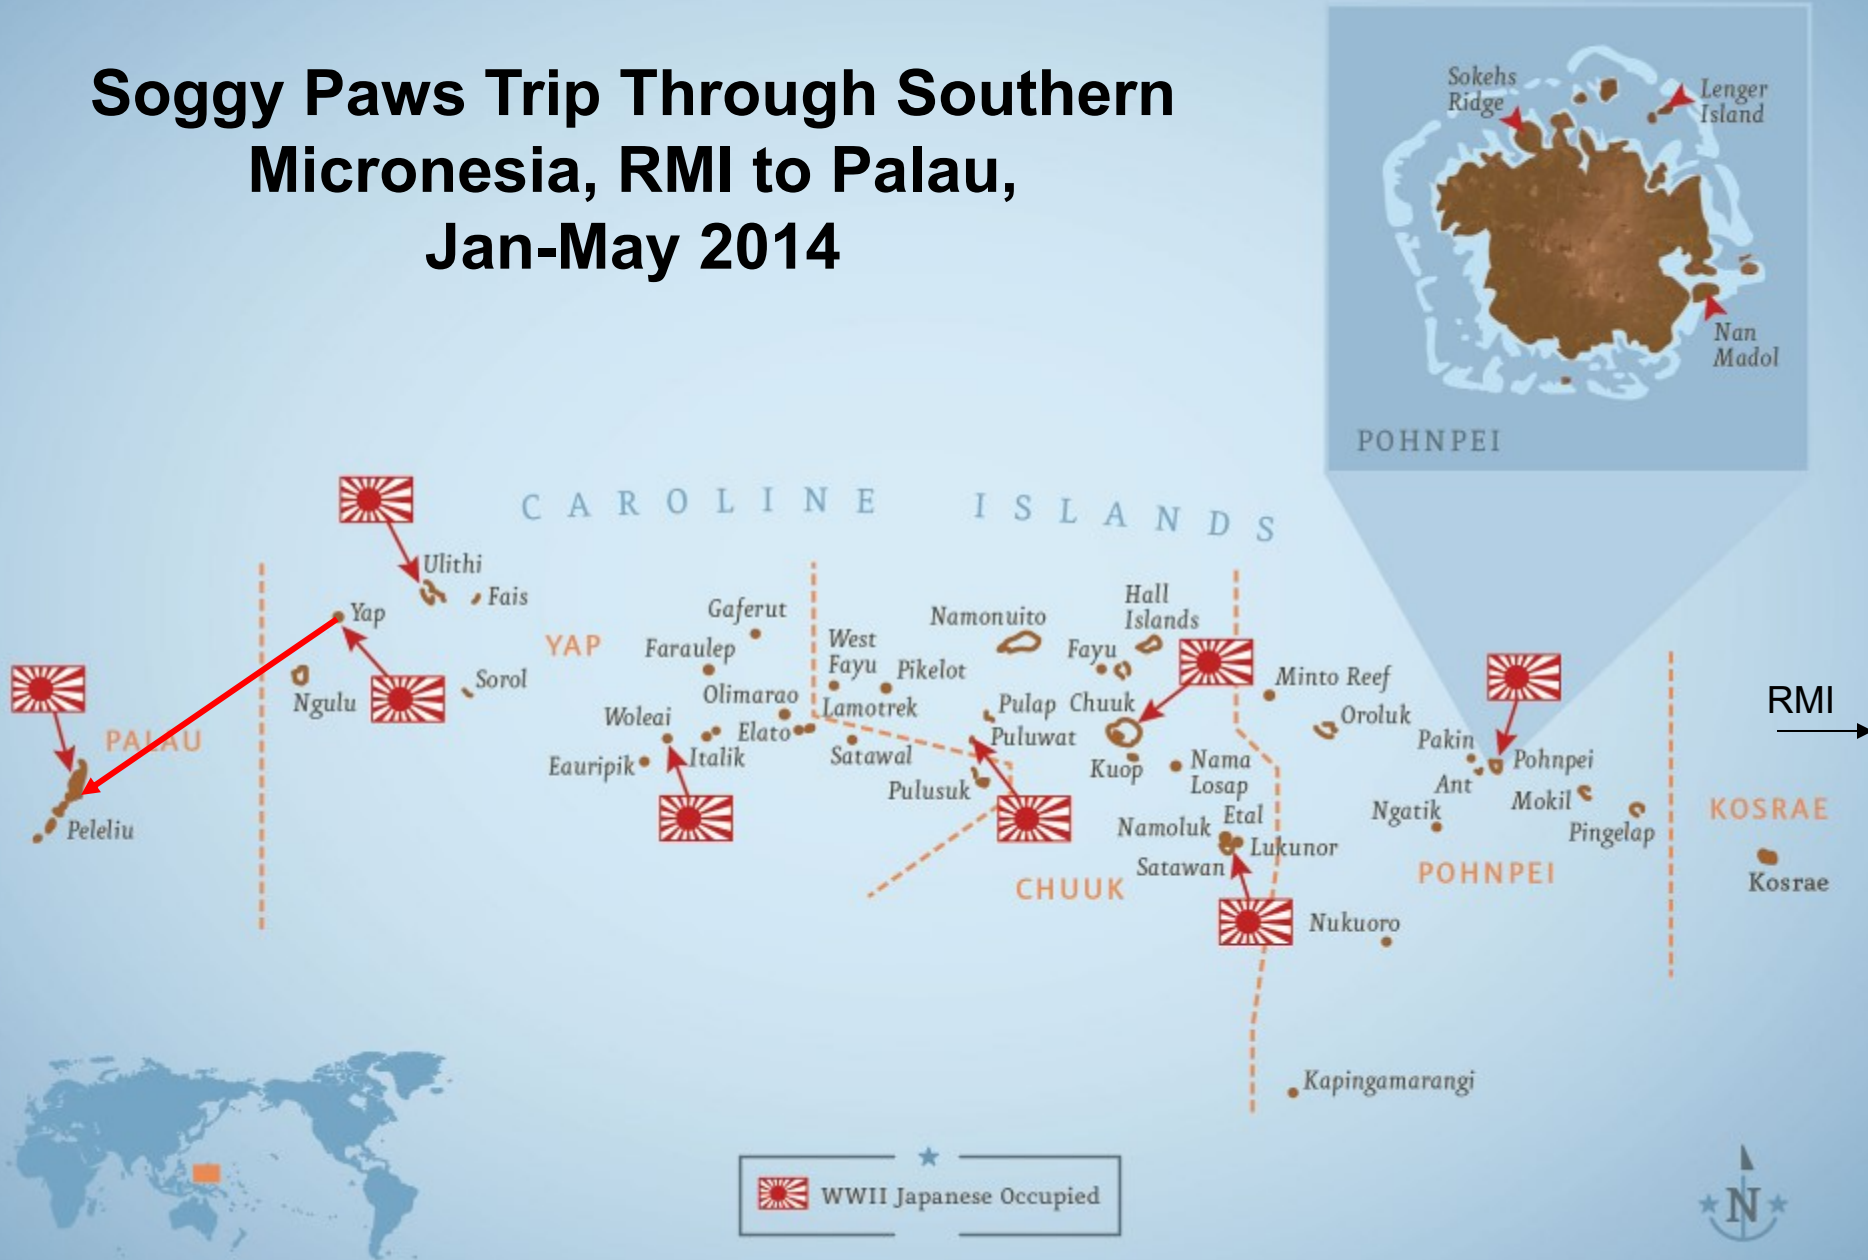 Soggy Paws Trip Through Southern
Micronesia, RMI to Palau,
Jan-May 2014
Sokehs
Ridge
Lenger
Island
Nan
Madol
POHNPEI
CAROLINE ISLANDS
Ulithi
Fais
Yap
YAP
Ngulu
Sorol
PALAU
Peleliu
Gaferut
Faraulep
Olimarao
Woleai
Elato
Italik
Eauripik
West
Fayu
Pikelot
Lamotrek
Satawal
Namonuito
Hall
Islands
Fayu
Pulap
Chuuk
Puluwat
Pulusuk
Kuop
Nama
Losap
Etal
Namoluk
Lukunor
Satawan
CHUUK
Minto Reef
Oroluk
Pakin
Pohnpei
Ant
Mokil
Ngatik
Pingelap
POHNPEI
Nukuoro
Kapingamarangi
RMI
KOSRAE
Kosrae
WWII Japanese Occupied
N